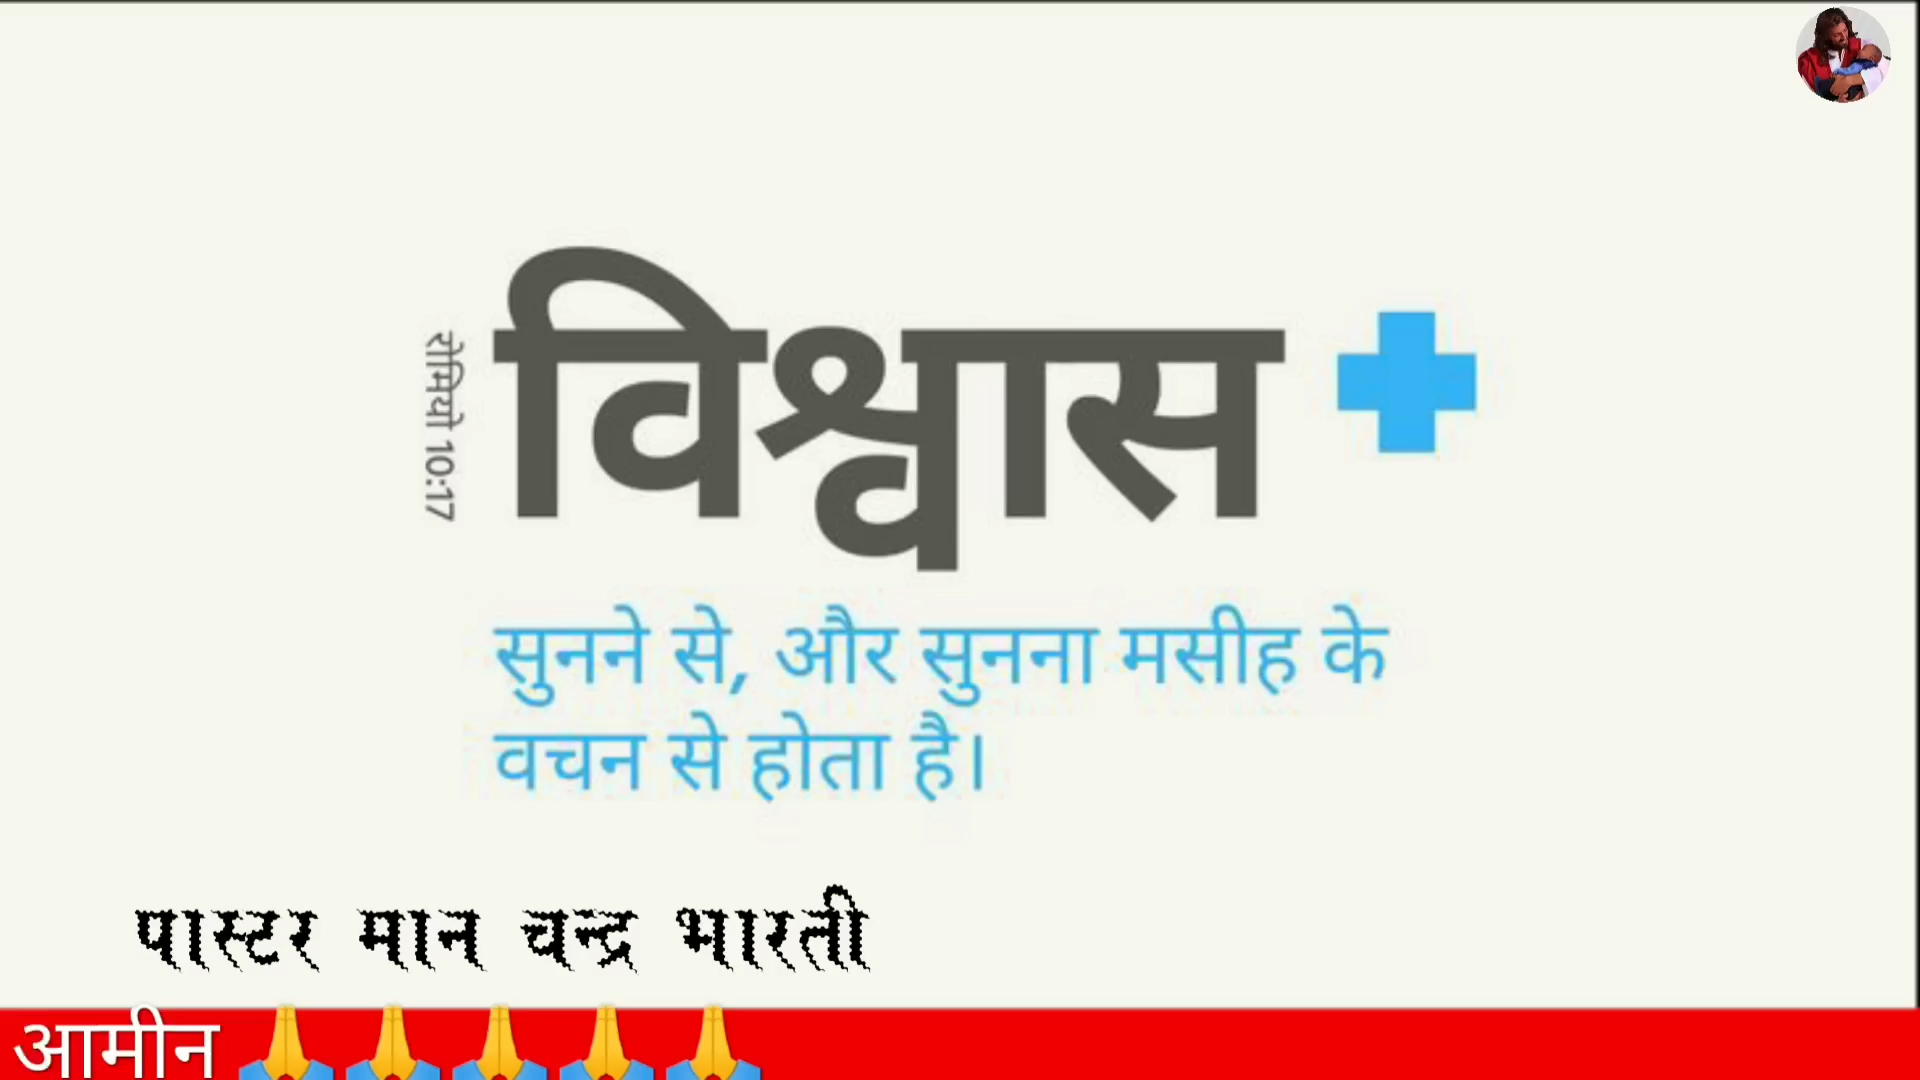 रोमियो 10:17
विश्वास
सुनने से, और सुनना मसीह के
वचन से होता है।
पास्टर मान चन्द्र भारती
आमीन 🙏🙏🙏🙏🙏